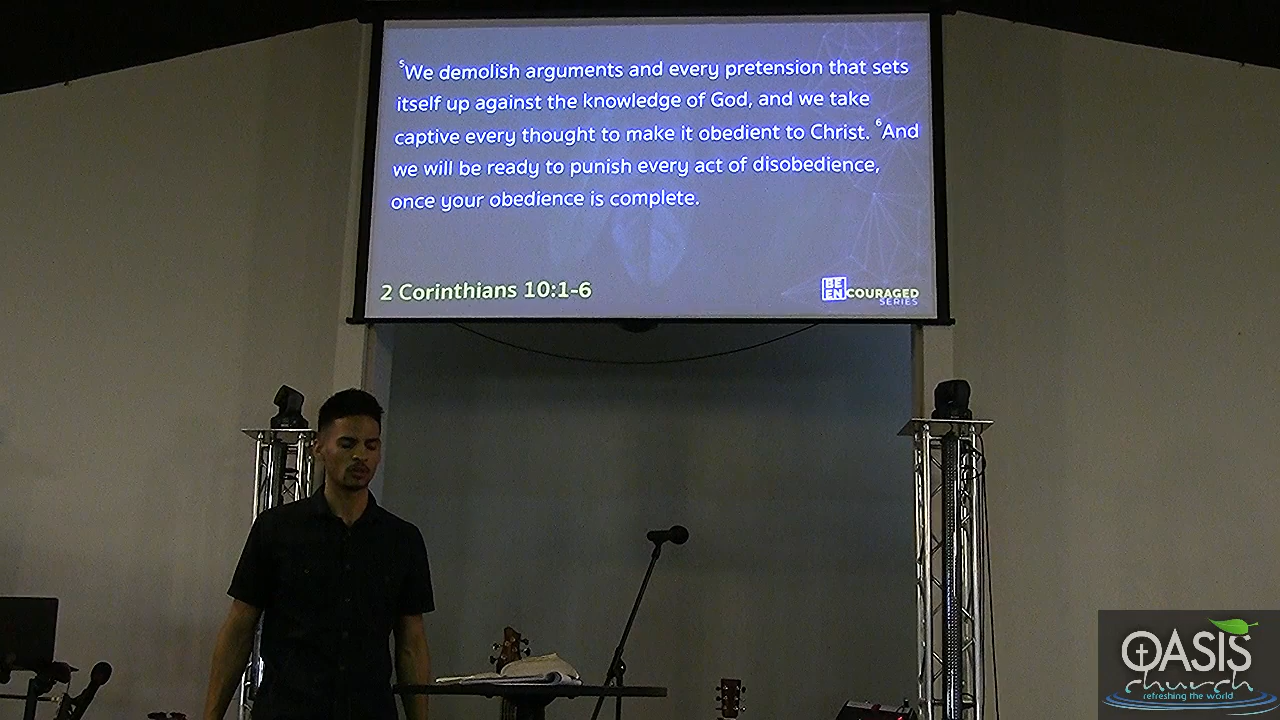 ⁵We demolish arguments and every pretension that sets
itself up against the knowledge of God, and we take
captive every thought to make it obedient to Christ. ⁶And
we will be ready to punish every act of disobedience,
once your obedience is complete.
2 Corinthians 10:1-6
BE
ENCOURAGED
SERIES
OASIS
church
refreshing the world